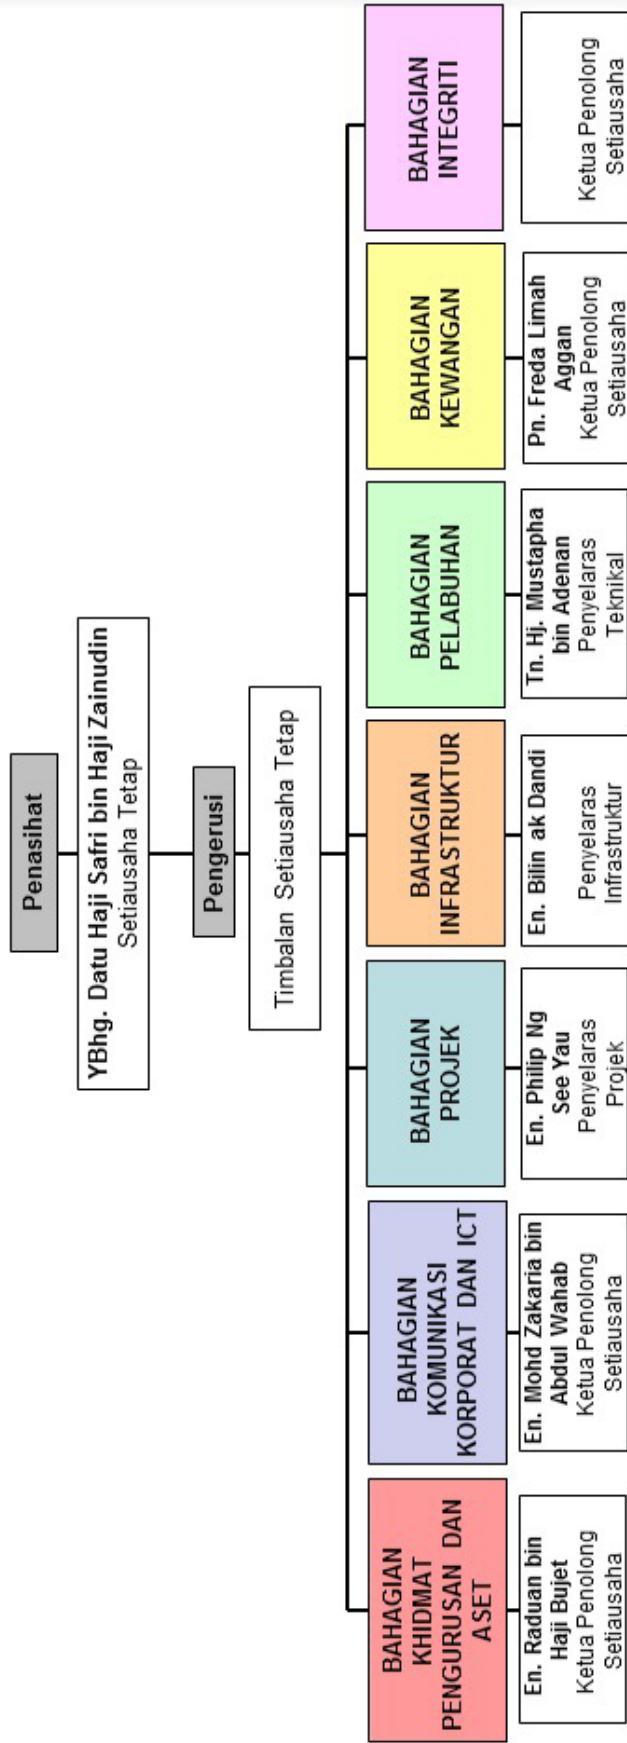 Penasihat
YBhg. Datu Haji Safri bin Haji Zainudin
Setiausaha Tetap
Pengerusi
Timbalan Setiausaha Tetap
BAHAGIAN
KHIDMAT
PENGURUSAN DAN
ASET
En. Raduan bin
Haji Bujet
Ketua Penolong
Setiausaha
BAHAGIAN
KOMUNIKASI
KORPORAT DAN ICT
En. Mohd Zakaria bin
Abdul Wahab
Ketua Penolong
Setiausaha
BAHAGIAN
PROJEK
En. Philip Ng
See Yau
Penyelaras
Projek
BAHAGIAN
INFRASTRUKTUR
En. Bilin ak Dandi
Penyelaras
Infrastruktur
BAHAGIAN
PELABUHAN
Tn. Hj. Mustapha
bin Adenan
Penyelaras
Teknikal
BAHAGIAN
KEWANGAN
Pn. Freda Limah
Aggan
Ketua Penolong
Setiausaha
BAHAGIAN
INTEGRITI
Ketua Penolong
Setiausaha